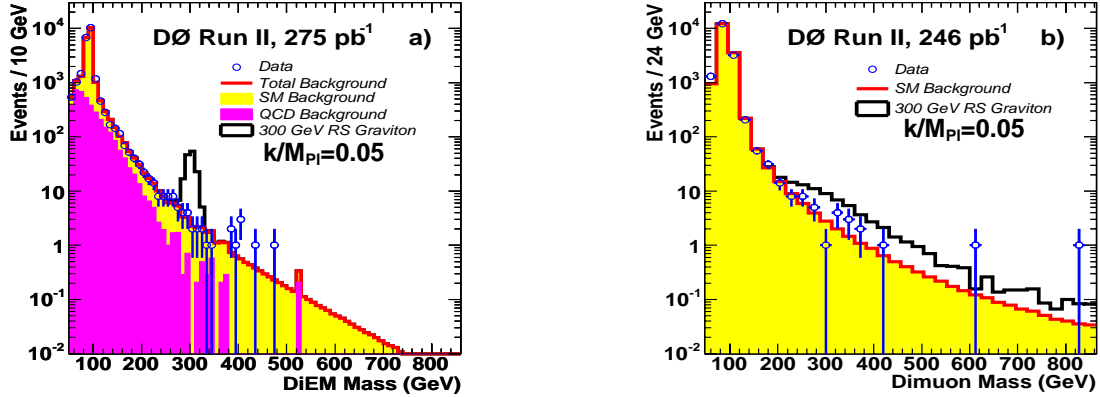 DØ Run II, 275 pb-1 a)
Data
Total Background
SM Background
QCD Background
300 GeV RS Graviton
k/MPl=0.05
Events / 10 GeV
10^4
10^3
10^2
10
1
10^-1
10^-2
100 200 300 400 500 600 700 800
DiEM Mass (GeV)
DØ Run II, 246 pb-1 b)
Data
SM Background
300 GeV RS Graviton
k/MPl=0.05
Events / 24 GeV
10^4
10^3
10^2
10
1
10^-1
10^-2
100 200 300 400 500 600 700 800
Dimuon Mass (GeV)